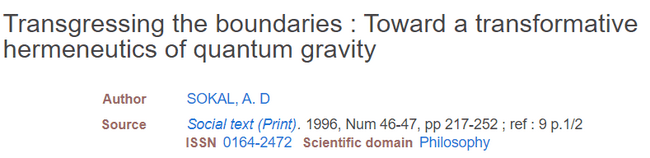 Transgressing the boundaries : Toward a transformative
hermeneutics of quantum gravity
Author SOKAL, A. D
Source Social text (Print). 1996, Num 46-47, pp 217-252 ; ref : 9 p.1/2
ISSN 0164-2472 Scientific domain Philosophy